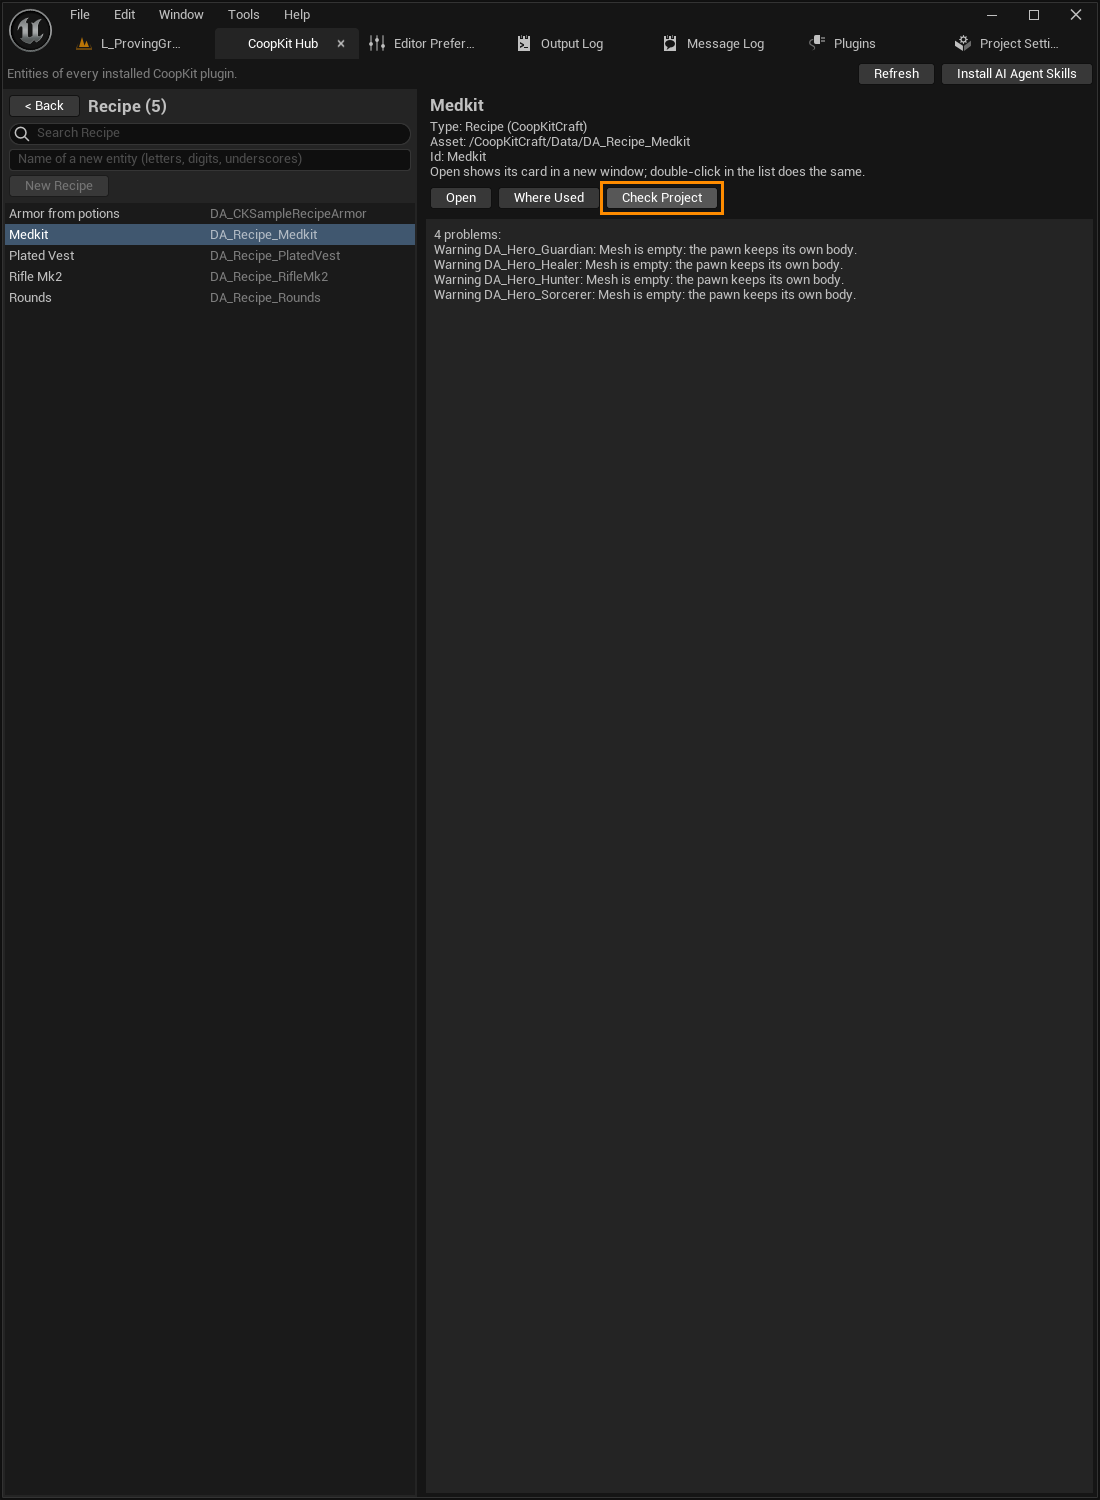 File Edit Window Tools Help
L_ProvingGr... CoopKit Hub Editor Prefer... Output Log Message Log Plugins Project Setti...
Entities of every installed CoopKit plugin. Refresh Install AI Agent Skills
< Back Recipe (5)
Search Recipe
Name of a new entity (letters, digits, underscores)
New Recipe
Armor from potions DA_CKSampleRecipeArmor
Medkit DA_Recipe_Medkit
Plated Vest DA_Recipe_PlatedVest
Rifle Mk2 DA_Recipe_RifleMk2
Rounds DA_Recipe_Rounds
Medkit
Type: Recipe (CoopKitCraft)
Asset: /CoopKitCraft/Data/DA_Recipe_Medkit
Id: Medkit
Open shows its card in a new window; double-click in the list does the same.
Open Where Used Check Project
4 problems:
Warning DA_Hero_Guardian: Mesh is empty: the pawn keeps its own body.
Warning DA_Hero_Healer: Mesh is empty: the pawn keeps its own body.
Warning DA_Hero_Hunter: Mesh is empty: the pawn keeps its own body.
Warning DA_Hero_Sorcerer: Mesh is empty: the pawn keeps its own body.